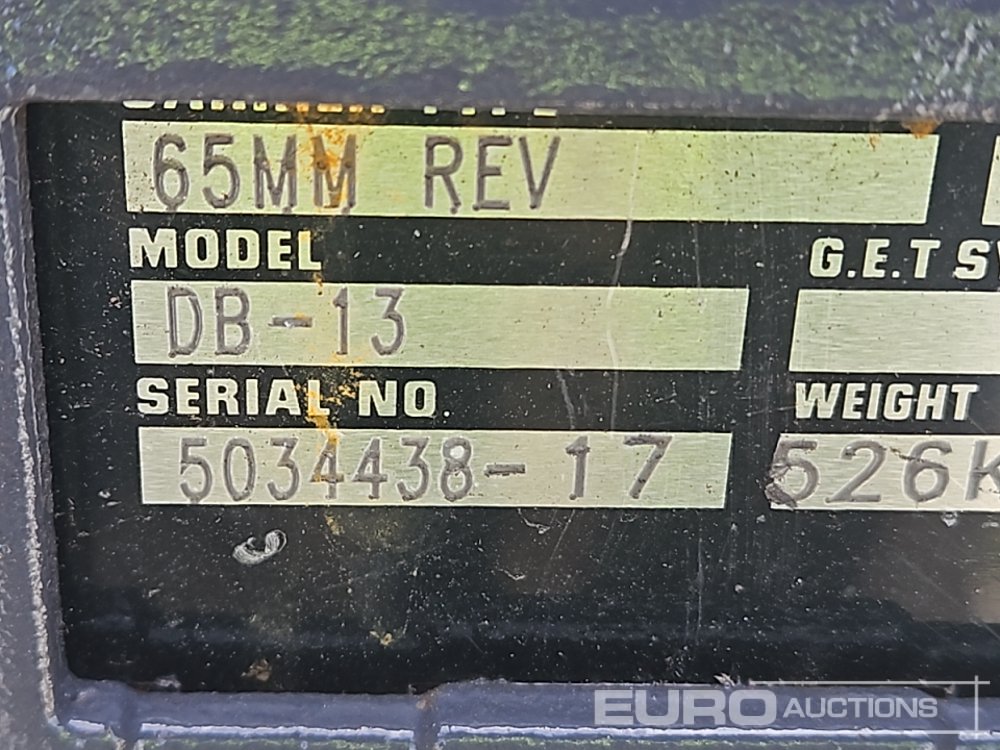 65MM REV
MODEL G.E.T
DB-13
SERIAL NO. WEIGHT
5034438-17 526K
EURO AUCTIONS